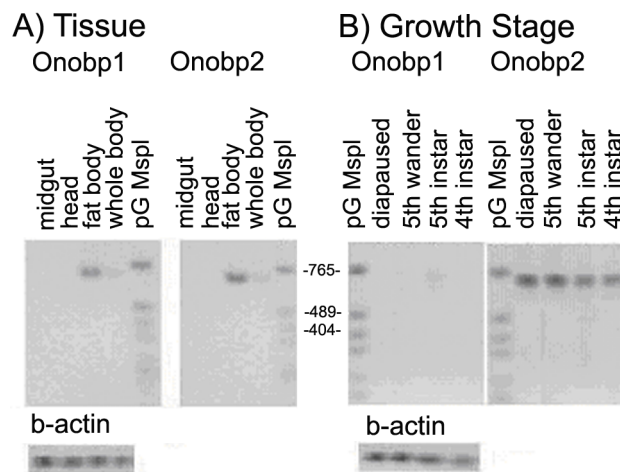 A) Tissue
Onobp1 Onobp2
midgut
head
fat body
whole body
pG MspI
midgut
head
fat body
whole body
pG MspI
B) Growth Stage
Onobp1 Onobp2
pG MspI
diapaused
5th wander
5th instar
4th instar
pG MspI
diapaused
5th wander
5th instar
4th instar
-765-
-489-
-404-
b-actin
b-actin